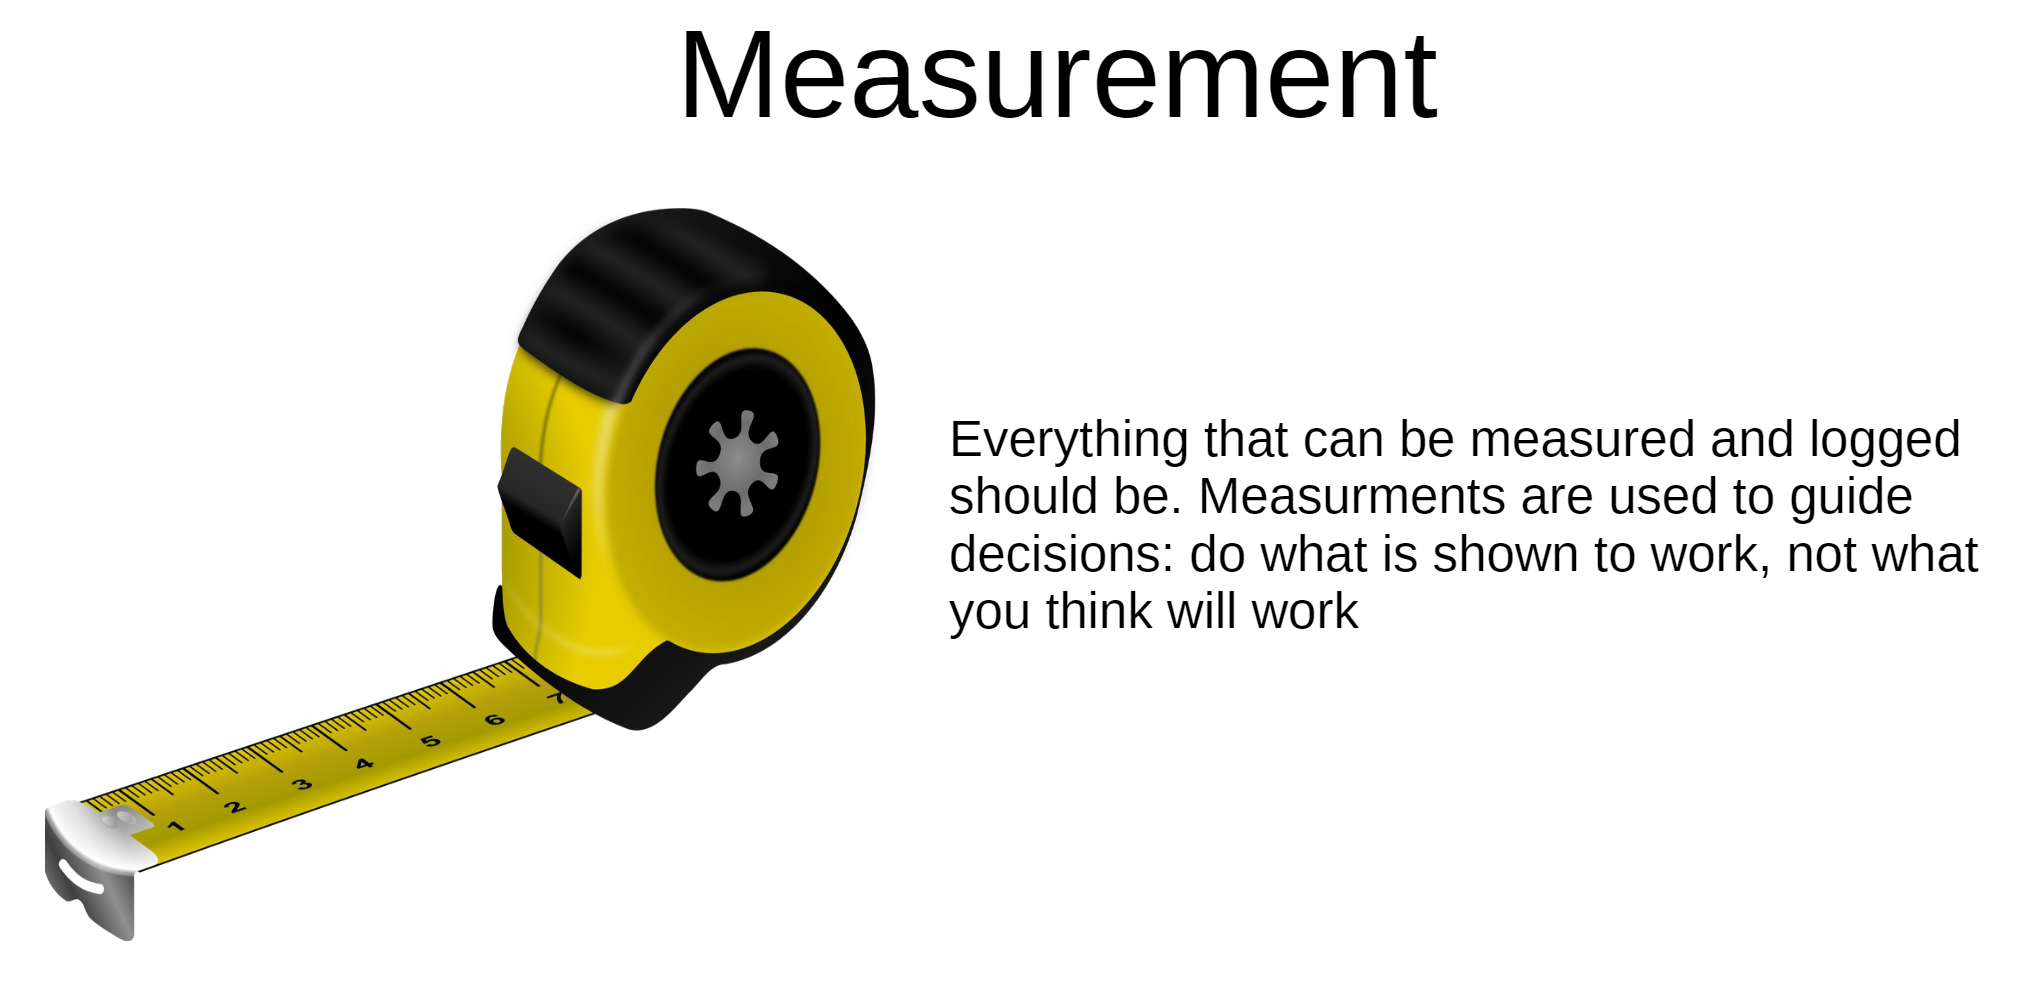 Measurement
Everything that can be measured and logged
should be. Measurments are used to guide
decisions: do what is shown to work, not what
you think will work
1 2 3 4 5 6 7